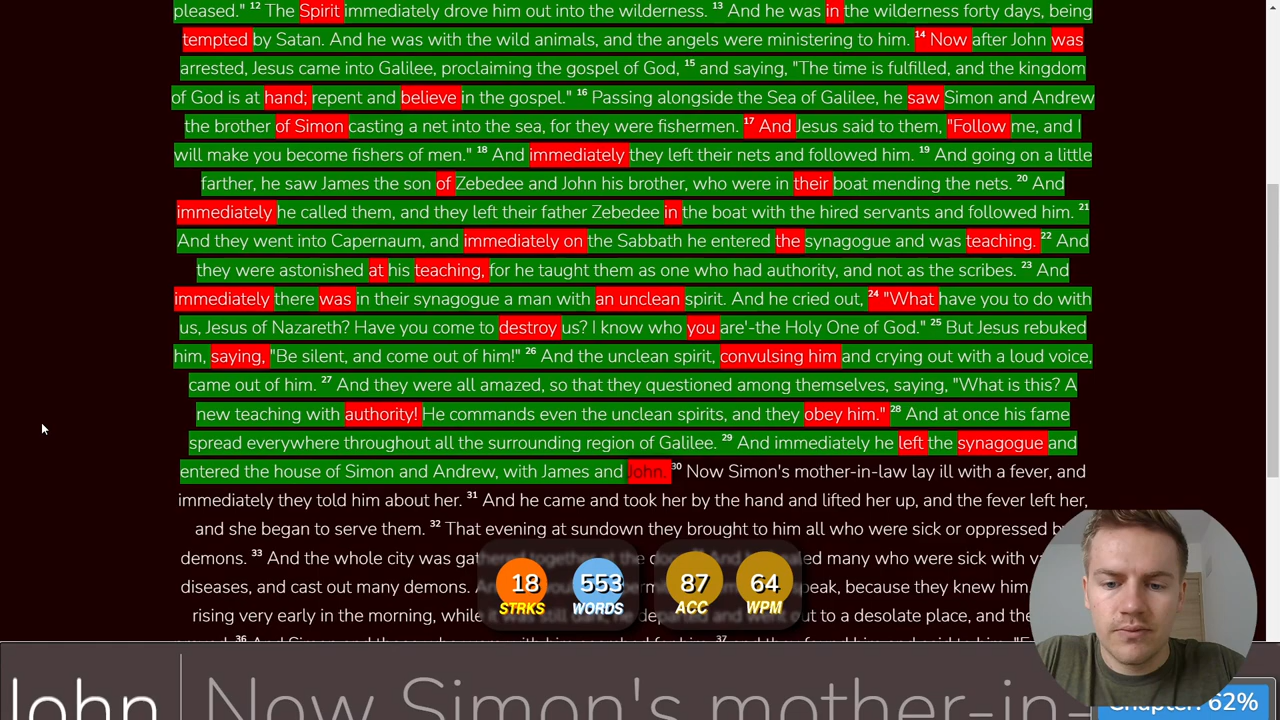 pleased." 12 The Spirit immediately drove him out into the wilderness. 13 And he was in the wilderness forty days, being
tempted by Satan. And he was with the wild animals, and the angels were ministering to him. 14 Now after John was
arrested, Jesus came into Galilee, proclaiming the gospel of God, 15 and saying, "The time is fulfilled, and the kingdom
of God is at hand; repent and believe in the gospel." 16 Passing alongside the Sea of Galilee, he saw Simon and Andrew
the brother of Simon casting a net into the sea, for they were fishermen. 17 And Jesus said to them, "Follow me, and I
will make you become fishers of men." 18 And immediately they left their nets and followed him. 19 And going on a little
farther, he saw James the son of Zebedee and John his brother, who were in their boat mending the nets. 20 And
immediately he called them, and they left their father Zebedee in the boat with the hired servants and followed him. 21
And they went into Capernaum, and immediately on the Sabbath he entered the synagogue and was teaching. 22 And
they were astonished at his teaching, for he taught them as one who had authority, and not as the scribes. 23 And
immediately there was in their synagogue a man with an unclean spirit. And he cried out, 24 "What have you to do with
us, Jesus of Nazareth? Have you come to destroy us? I know who you are'-the Holy One of God." 25 But Jesus rebuked
him, saying, "Be silent, and come out of him!" 26 And the unclean spirit, convulsing him and crying out with a loud voice,
came out of him. 27 And they were all amazed, so that they questioned among themselves, saying, "What is this? A
new teaching with authority! He commands even the unclean spirits, and they obey him." 28 And at once his fame
spread everywhere throughout all the surrounding region of Galilee. 29 And immediately he left the synagogue and
entered the house of Simon and Andrew, with James and John. 30 Now Simon's mother-in-law lay ill with a fever, and
immediately they told him about her. 31 And he came and took her by the hand and lifted her up, and the fever left her,
and she began to serve them. 32 That evening at sundown they brought to him all who were sick or oppressed
demons. 33 And the whole city was gathered together at the many who were sick with
diseases, and cast out many demons. speak, because they knew him.
rising very early in the morning, while out to a desolate place, and
18 STRKS 553 WORDS 87 ACC 64 WPM
John Now Simon's mother-in-
Chapter: 62%